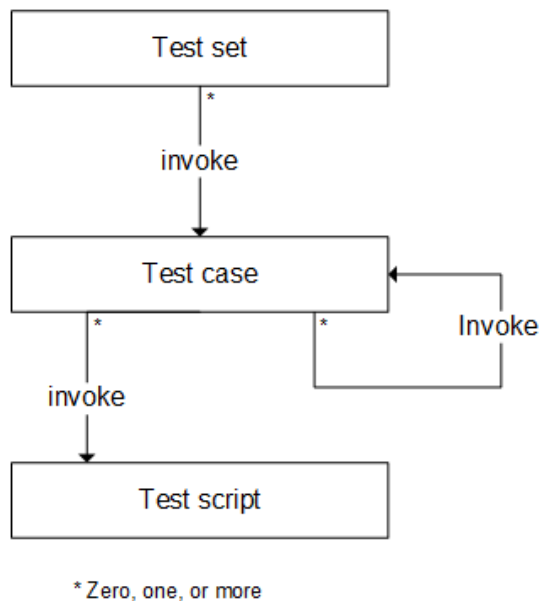 Test set
*
invoke
Test case
*
*
Invoke
invoke
Test script
* Zero, one, or more